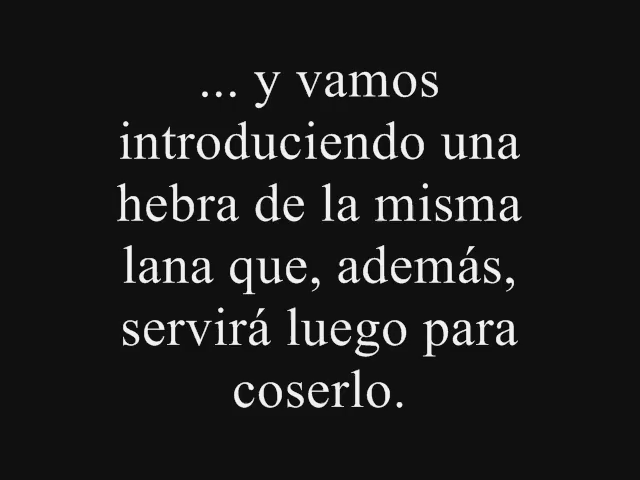 ... y vamos
introduciendo una
hebra de la misma
lana que, además,
servirá luego para
coserlo.